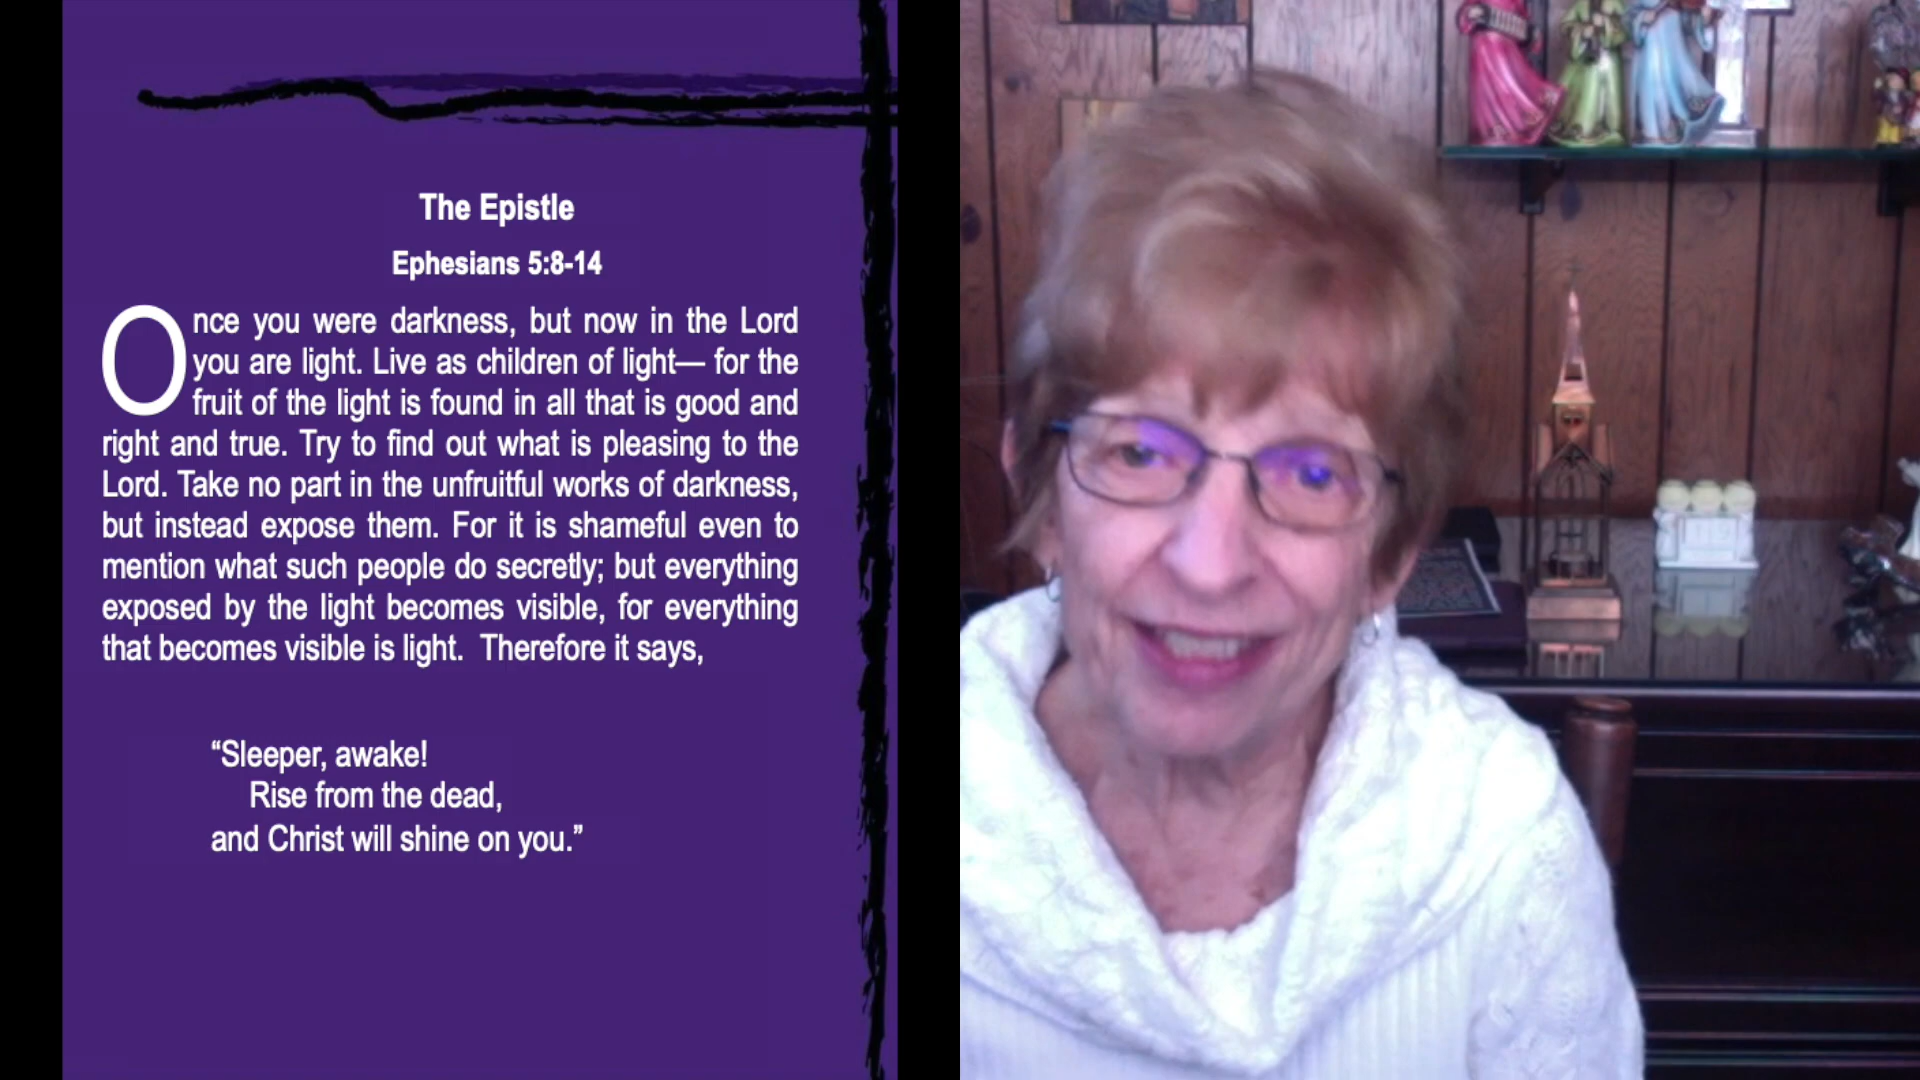 The Epistle
Ephesians 5:8-14
Once you were darkness, but now in the Lord
you are light. Live as children of light— for the
fruit of the light is found in all that is good and
right and true. Try to find out what is pleasing to the
Lord. Take no part in the unfruitful works of darkness,
but instead expose them. For it is shameful even to
mention what such people do secretly; but everything
exposed by the light becomes visible, for everything
that becomes visible is light.  Therefore it says,
“Sleeper, awake!
Rise from the dead,
and Christ will shine on you.”